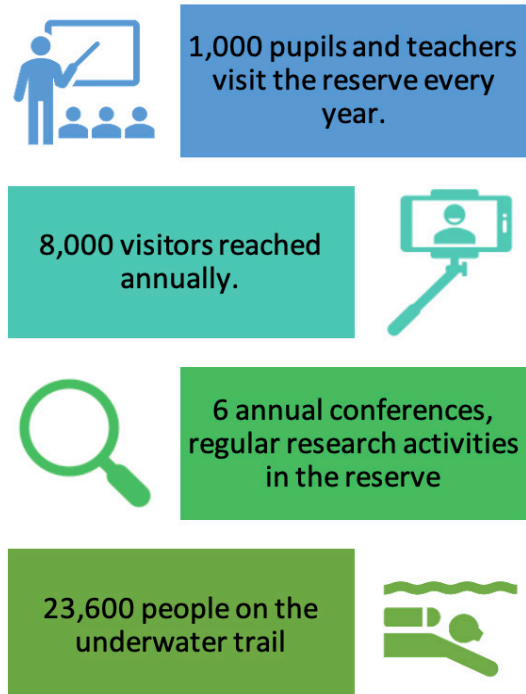 1,000 pupils and teachers
visit the reserve every
year.
8,000 visitors reached
annually.
6 annual conferences,
regular research activities
in the reserve
23,600 people on the
underwater trail